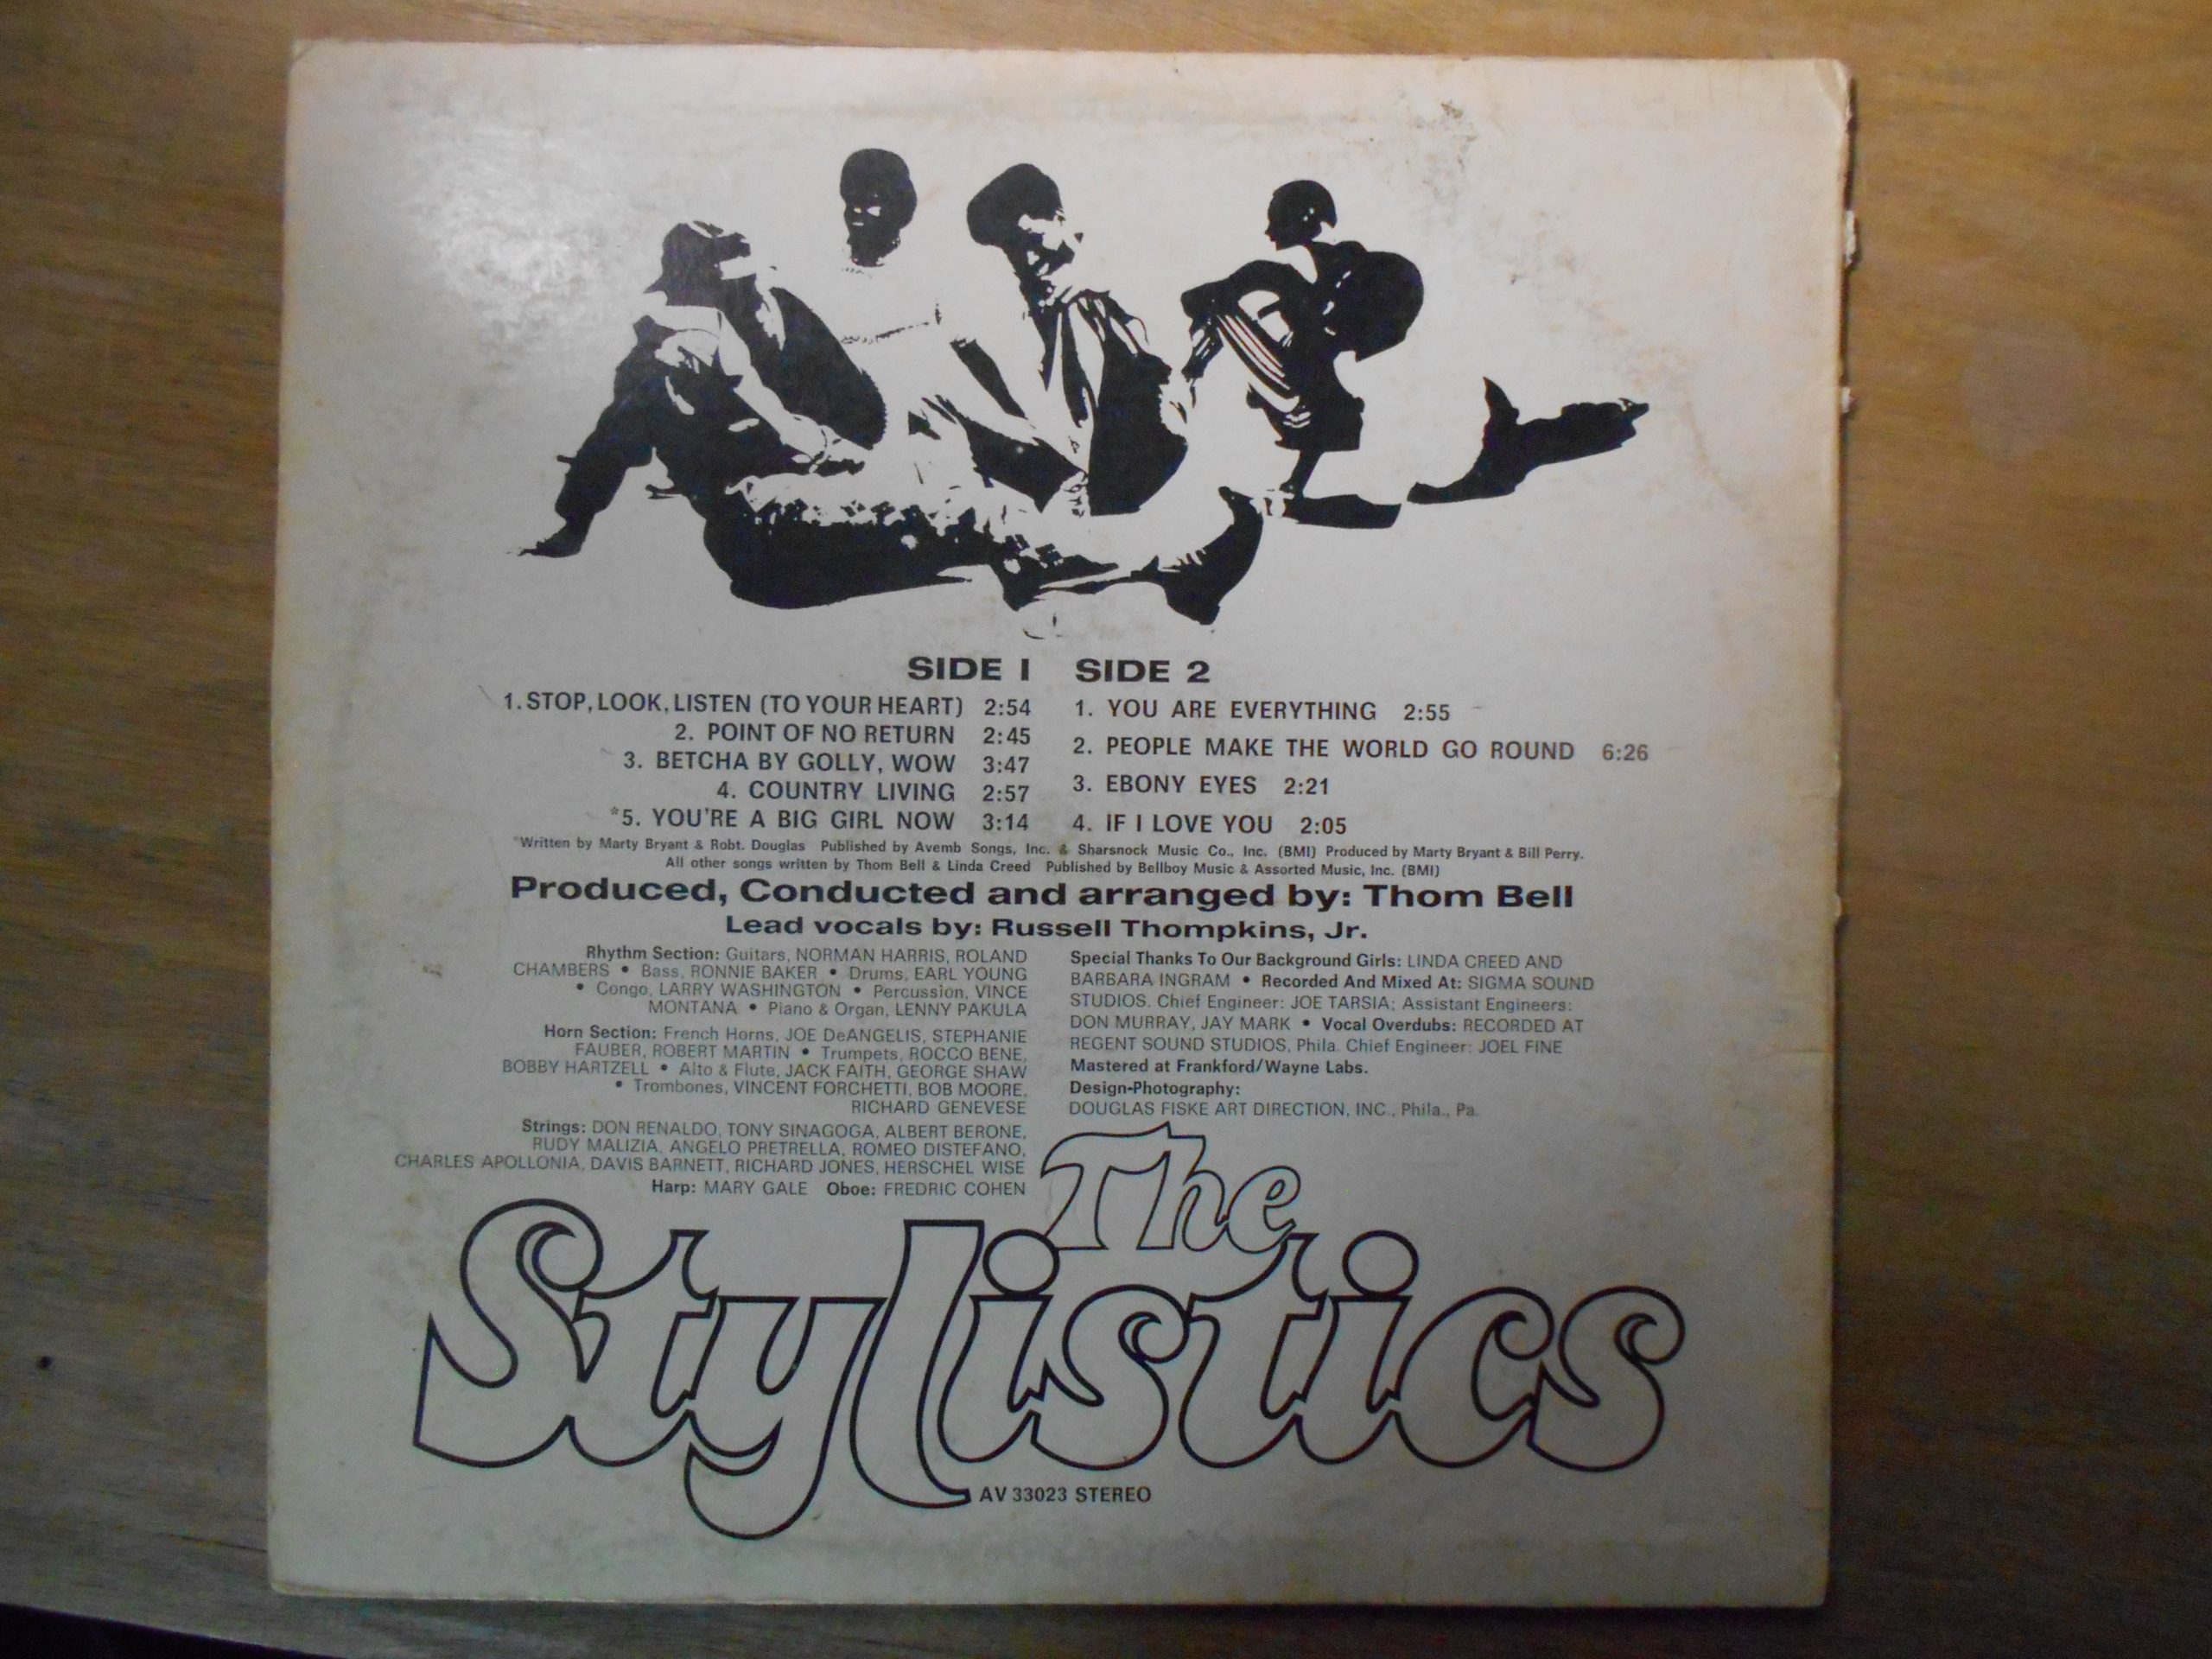 SIDE 1
1. STOP, LOOK, LISTEN (TO YOUR HEART) 2:54
2. POINT OF NO RETURN 2:45
3. BETCHA BY GOLLY, WOW 3:47
4. COUNTRY LIVING 2:57
*5. YOU'RE A BIG GIRL NOW 3:14
SIDE 2
1. YOU ARE EVERYTHING 2:55
2. PEOPLE MAKE THE WORLD GO ROUND 6:26
3. EBONY EYES 2:21
4. IF I LOVE YOU 2:05
*Written by Marty Bryant & Robt. Douglas Published by Avemb Songs, Inc. & Sharsnock Music Co., Inc. (BMI) Produced by Marty Bryant & Bill Perry.
All other songs written by Thom Bell & Linda Creed Published by Bellboy Music & Assorted Music, Inc. (BMI)
Produced, Conducted and arranged by: Thom Bell
Lead vocals by: Russell Thompkins, Jr.
Rhythm Section: Guitars, NORMAN HARRIS, ROLAND
CHAMBERS • Bass, RONNIE BAKER • Drums, EARL YOUNG
• Congo, LARRY WASHINGTON • Percussion, VINCE
MONTANA • Piano & Organ, LENNY PAKULA
Horn Section: French Horns, JOE DeANGELIS, STEPHANIE
FAUBER, ROBERT MARTIN • Trumpets, ROCCO BENE,
BOBBY HARTZELL • Alto & Flute, JACK FAITH, GEORGE SHAW
• Trombones, VINCENT FORCHETTI, BOB MOORE,
RICHARD GENEVESE
Strings: DON RENALDO, TONY SINAGOGA, ALBERT BERONE,
RUDY MALIZIA, ANGELO PRETRELLA, ROMEO DISTEFANO,
CHARLES APOLLONIA, DAVIS BARNETT, RICHARD JONES, HERSCHEL WISE
Harp: MARY GALE Oboe: FREDRIC COHEN
Special Thanks To Our Background Girls: LINDA CREED AND
BARBARA INGRAM • Recorded And Mixed At: SIGMA SOUND
STUDIOS. Chief Engineer: JOE TARSIA; Assistant Engineers:
DON MURRAY, JAY MARK • Vocal Overdubs: RECORDED AT
REGENT SOUND STUDIOS, Phila. Chief Engineer: JOEL FINE
Mastered at Frankford/Wayne Labs.
Design-Photography:
DOUGLAS FISKE ART DIRECTION, INC., Phila., Pa.
The
Stylistics
AV 33023 STEREO